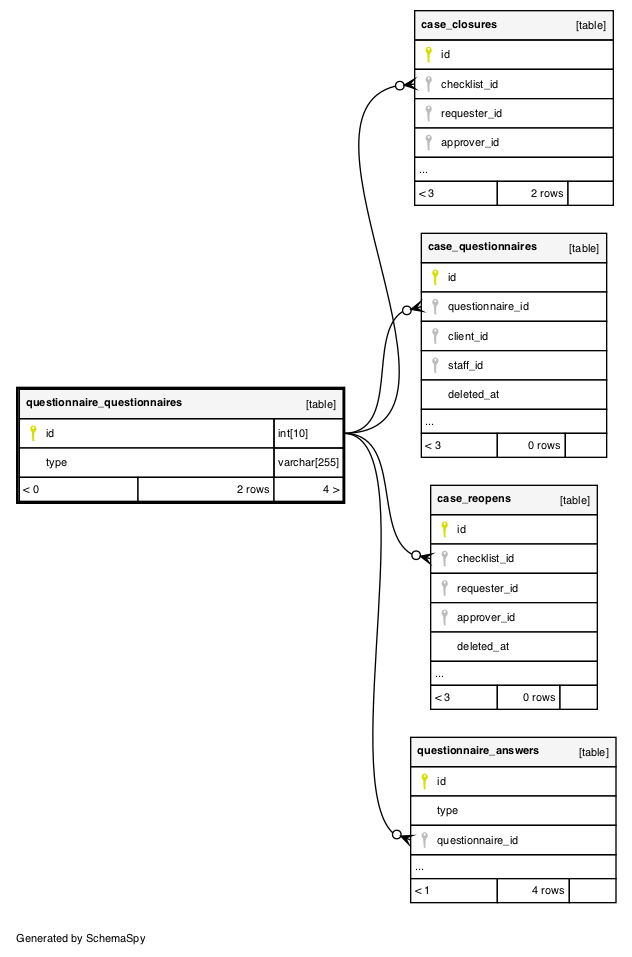 case_closures [table]
id
checklist_id
requester_id
approver_id
...
< 3 2 rows
case_questionnaires [table]
id
questionnaire_id
client_id
staff_id
deleted_at
...
< 3 0 rows
questionnaire_questionnaires [table]
id int[10]
type varchar[255]
< 0 2 rows 4 >
case_reopens [table]
id
checklist_id
requester_id
approver_id
deleted_at
...
< 3 0 rows
questionnaire_answers [table]
id
type
questionnaire_id
...
< 1 4 rows
Generated by SchemaSpy